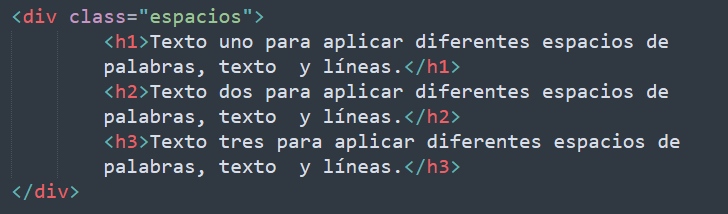 <div class="espacios">
<h1>Texto uno para aplicar diferentes espacios de
palabras, texto  y líneas.</h1>
<h2>Texto dos para aplicar diferentes espacios de
palabras, texto  y líneas.</h2>
<h3>Texto tres para aplicar diferentes espacios de
palabras, texto  y líneas.</h3>
</div>